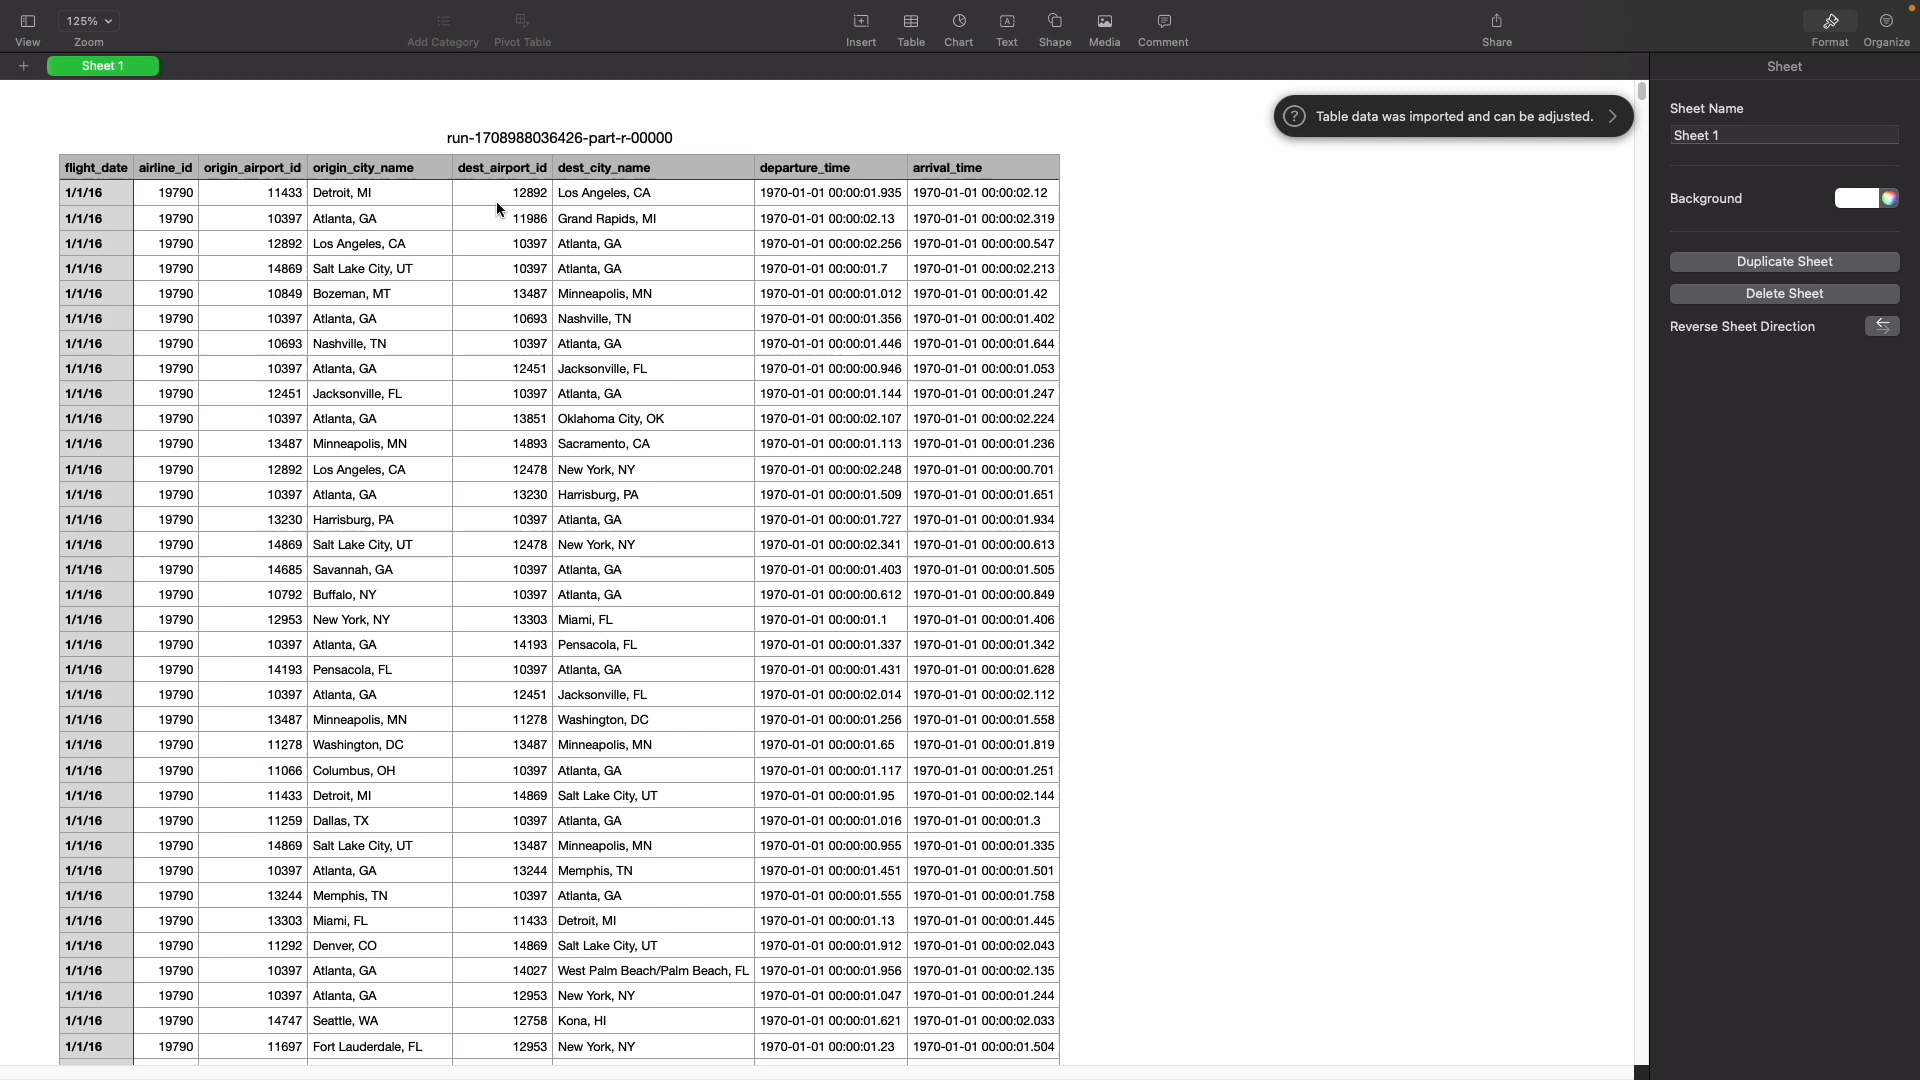 View
125%
Zoom
Add Category
Pivot Table
Insert
Table
Chart
Text
Shape
Media
Comment
Share
Format
Organize
+ Sheet 1
Sheet
Table data was imported and can be adjusted.
Sheet Name
Sheet 1
Background
Duplicate Sheet
Delete Sheet
Reverse Sheet Direction
run-1708988036426-part-r-00000
flight_date airline_id origin_airport_id origin_city_name dest_airport_id dest_city_name departure_time arrival_time
1/1/16 19790 11433 Detroit, MI 12892 Los Angeles, CA 1970-01-01 00:00:01.935 1970-01-01 00:00:02.12
1/1/16 19790 10397 Atlanta, GA 11986 Grand Rapids, MI 1970-01-01 00:00:02.13 1970-01-01 00:00:02.319
1/1/16 19790 12892 Los Angeles, CA 10397 Atlanta, GA 1970-01-01 00:00:02.256 1970-01-01 00:00:00.547
1/1/16 19790 14869 Salt Lake City, UT 10397 Atlanta, GA 1970-01-01 00:00:01.7 1970-01-01 00:00:02.213
1/1/16 19790 10849 Bozeman, MT 13487 Minneapolis, MN 1970-01-01 00:00:01.012 1970-01-01 00:00:01.42
1/1/16 19790 10397 Atlanta, GA 10693 Nashville, TN 1970-01-01 00:00:01.356 1970-01-01 00:00:01.402
1/1/16 19790 10693 Nashville, TN 10397 Atlanta, GA 1970-01-01 00:00:01.446 1970-01-01 00:00:01.644
1/1/16 19790 10397 Atlanta, GA 12451 Jacksonville, FL 1970-01-01 00:00:00.946 1970-01-01 00:00:01.053
1/1/16 19790 12451 Jacksonville, FL 10397 Atlanta, GA 1970-01-01 00:00:01.144 1970-01-01 00:00:01.247
1/1/16 19790 10397 Atlanta, GA 13851 Oklahoma City, OK 1970-01-01 00:00:02.107 1970-01-01 00:00:02.224
1/1/16 19790 13487 Minneapolis, MN 14893 Sacramento, CA 1970-01-01 00:00:01.113 1970-01-01 00:00:01.236
1/1/16 19790 12892 Los Angeles, CA 12478 New York, NY 1970-01-01 00:00:02.248 1970-01-01 00:00:00.701
1/1/16 19790 10397 Atlanta, GA 13230 Harrisburg, PA 1970-01-01 00:00:01.509 1970-01-01 00:00:01.651
1/1/16 19790 13230 Harrisburg, PA 10397 Atlanta, GA 1970-01-01 00:00:01.727 1970-01-01 00:00:01.934
1/1/16 19790 14869 Salt Lake City, UT 12478 New York, NY 1970-01-01 00:00:02.341 1970-01-01 00:00:00.613
1/1/16 19790 14685 Savannah, GA 10397 Atlanta, GA 1970-01-01 00:00:01.403 1970-01-01 00:00:01.505
1/1/16 19790 10792 Buffalo, NY 10397 Atlanta, GA 1970-01-01 00:00:00.612 1970-01-01 00:00:00.849
1/1/16 19790 12953 New York, NY 13303 Miami, FL 1970-01-01 00:00:01.1 1970-01-01 00:00:01.406
1/1/16 19790 10397 Atlanta, GA 14193 Pensacola, FL 1970-01-01 00:00:01.337 1970-01-01 00:00:01.342
1/1/16 19790 14193 Pensacola, FL 10397 Atlanta, GA 1970-01-01 00:00:01.431 1970-01-01 00:00:01.628
1/1/16 19790 10397 Atlanta, GA 12451 Jacksonville, FL 1970-01-01 00:00:02.014 1970-01-01 00:00:02.112
1/1/16 19790 13487 Minneapolis, MN 11278 Washington, DC 1970-01-01 00:00:01.256 1970-01-01 00:00:01.558
1/1/16 19790 11278 Washington, DC 13487 Minneapolis, MN 1970-01-01 00:00:01.65 1970-01-01 00:00:01.819
1/1/16 19790 11066 Columbus, OH 10397 Atlanta, GA 1970-01-01 00:00:01.117 1970-01-01 00:00:01.251
1/1/16 19790 11433 Detroit, MI 14869 Salt Lake City, UT 1970-01-01 00:00:01.95 1970-01-01 00:00:02.144
1/1/16 19790 11259 Dallas, TX 10397 Atlanta, GA 1970-01-01 00:00:01.016 1970-01-01 00:00:01.3
1/1/16 19790 14869 Salt Lake City, UT 13487 Minneapolis, MN 1970-01-01 00:00:00.955 1970-01-01 00:00:01.335
1/1/16 19790 10397 Atlanta, GA 13244 Memphis, TN 1970-01-01 00:00:01.451 1970-01-01 00:00:01.501
1/1/16 19790 13244 Memphis, TN 10397 Atlanta, GA 1970-01-01 00:00:01.555 1970-01-01 00:00:01.758
1/1/16 19790 13303 Miami, FL 11433 Detroit, MI 1970-01-01 00:00:01.13 1970-01-01 00:00:01.445
1/1/16 19790 11292 Denver, CO 14869 Salt Lake City, UT 1970-01-01 00:00:01.912 1970-01-01 00:00:02.043
1/1/16 19790 10397 Atlanta, GA 14027 West Palm Beach/Palm Beach, FL 1970-01-01 00:00:01.956 1970-01-01 00:00:02.135
1/1/16 19790 10397 Atlanta, GA 12953 New York, NY 1970-01-01 00:00:01.047 1970-01-01 00:00:01.244
1/1/16 19790 14747 Seattle, WA 12758 Kona, HI 1970-01-01 00:00:01.621 1970-01-01 00:00:02.033
1/1/16 19790 11697 Fort Lauderdale, FL 12953 New York, NY 1970-01-01 00:00:01.23 1970-01-01 00:00:01.504